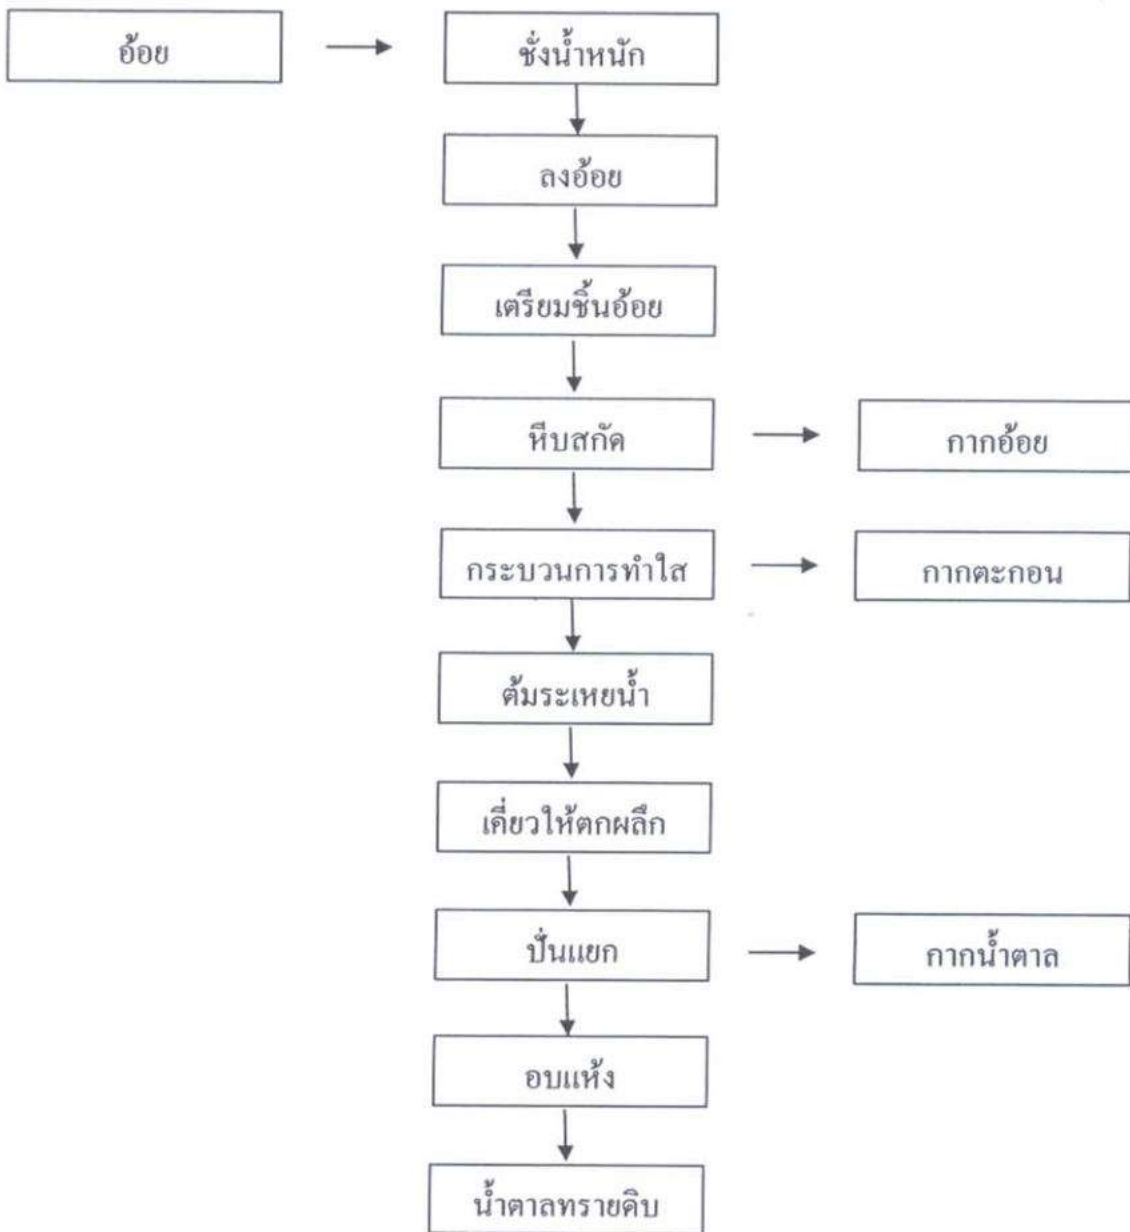 อ้อย
ชั่งน้ำหนัก
ลงอ้อย
เตรียมชิ้นอ้อย
หีบสกัด
กากอ้อย
กระบวนการทำใส
กากตะกอน
ต้มระเหยน้ำ
เคี่ยวให้ตกผลึก
ปั่นแยก
กากน้ำตาล
อบแห้ง
น้ำตาลทรายดิบ